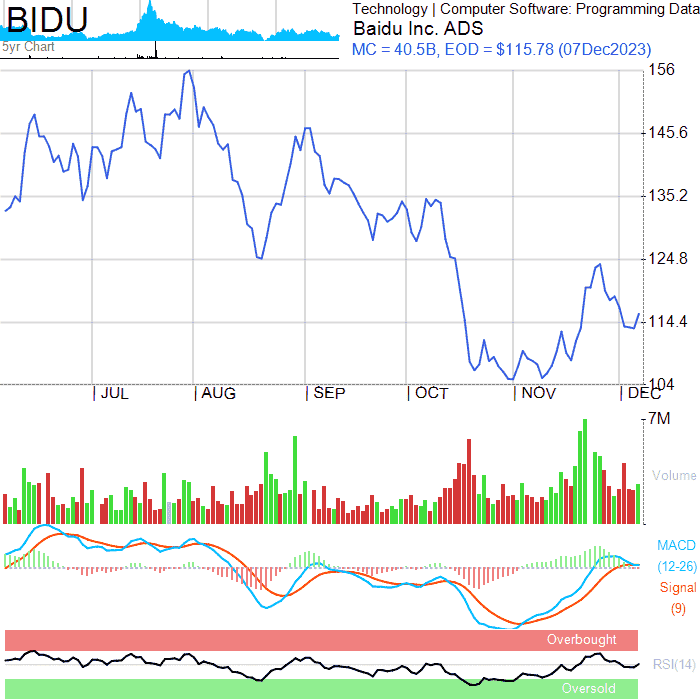 BIDU
5yr Chart
Technology | Computer Software: Programming Data
Baidu Inc. ADS
MC = 40.5B, EOD = $115.78 (07Dec2023)
156
145.6
135.2
124.8
114.4
104
JUL
AUG
SEP
OCT
NOV
DEC
7M
Volume
MACD
(12-26)
Signal
(9)
Overbought
RSI(14)
Oversold